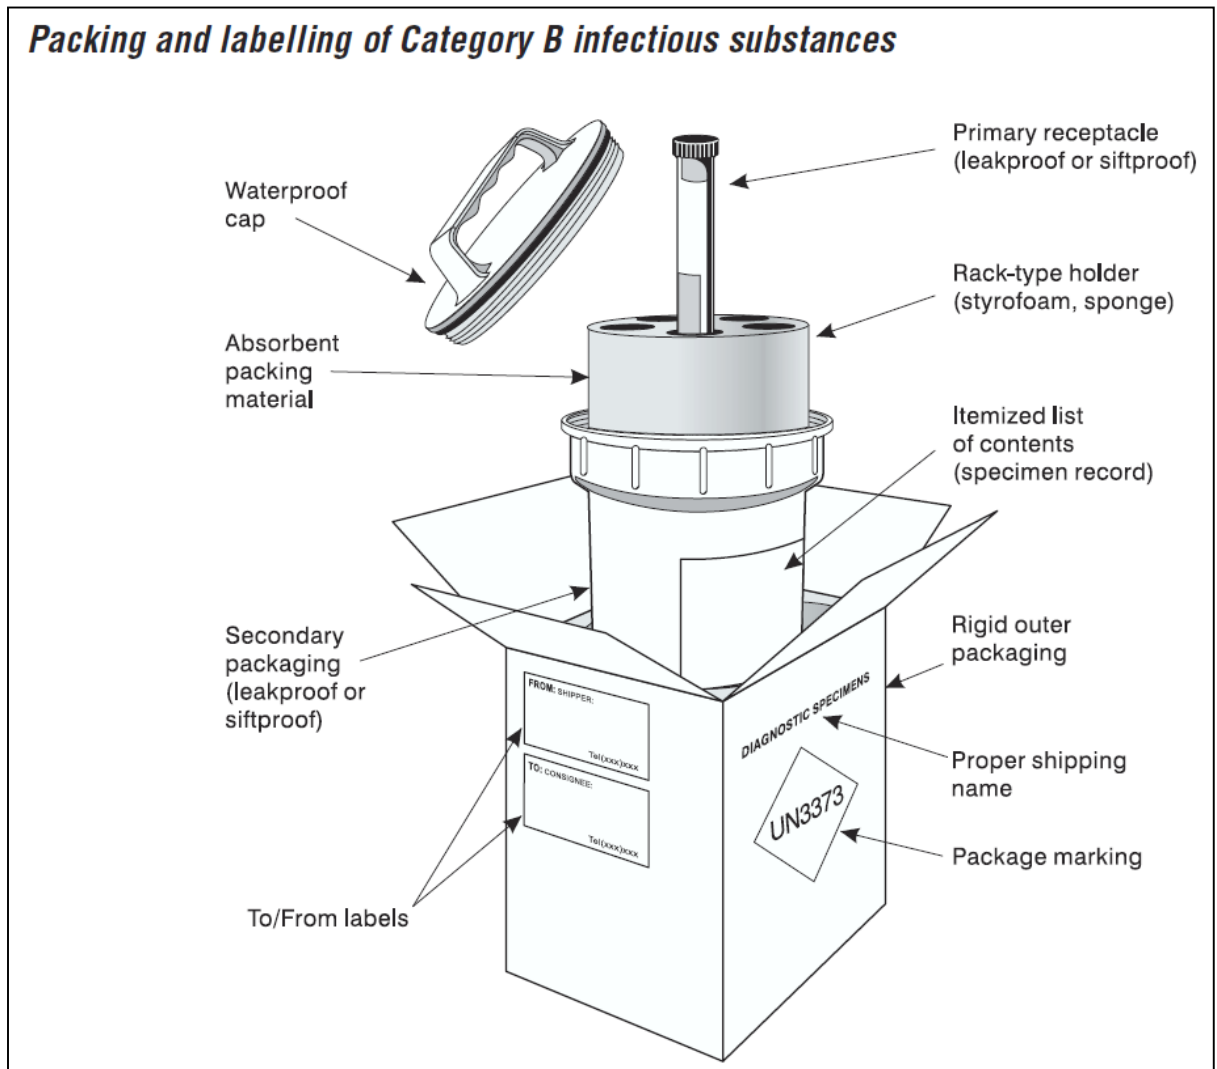 Packing and labelling of Category B infectious substances
Waterproof
cap
Absorbent
packing
material
Secondary
packaging
(leakproof or
siftproof)
To/From labels
Primary receptacle
(leakproof or siftproof)
Rack-type holder
(styrofoam, sponge)
Itemized list
of contents
(specimen record)
Rigid outer
packaging
Proper shipping
name
Package marking
FROM: SHIPPER:
Tel(xxx)xxx
TO: CONSIGNEE:
Tel(xxx)xxx
DIAGNOSTIC SPECIMENS
UN3373